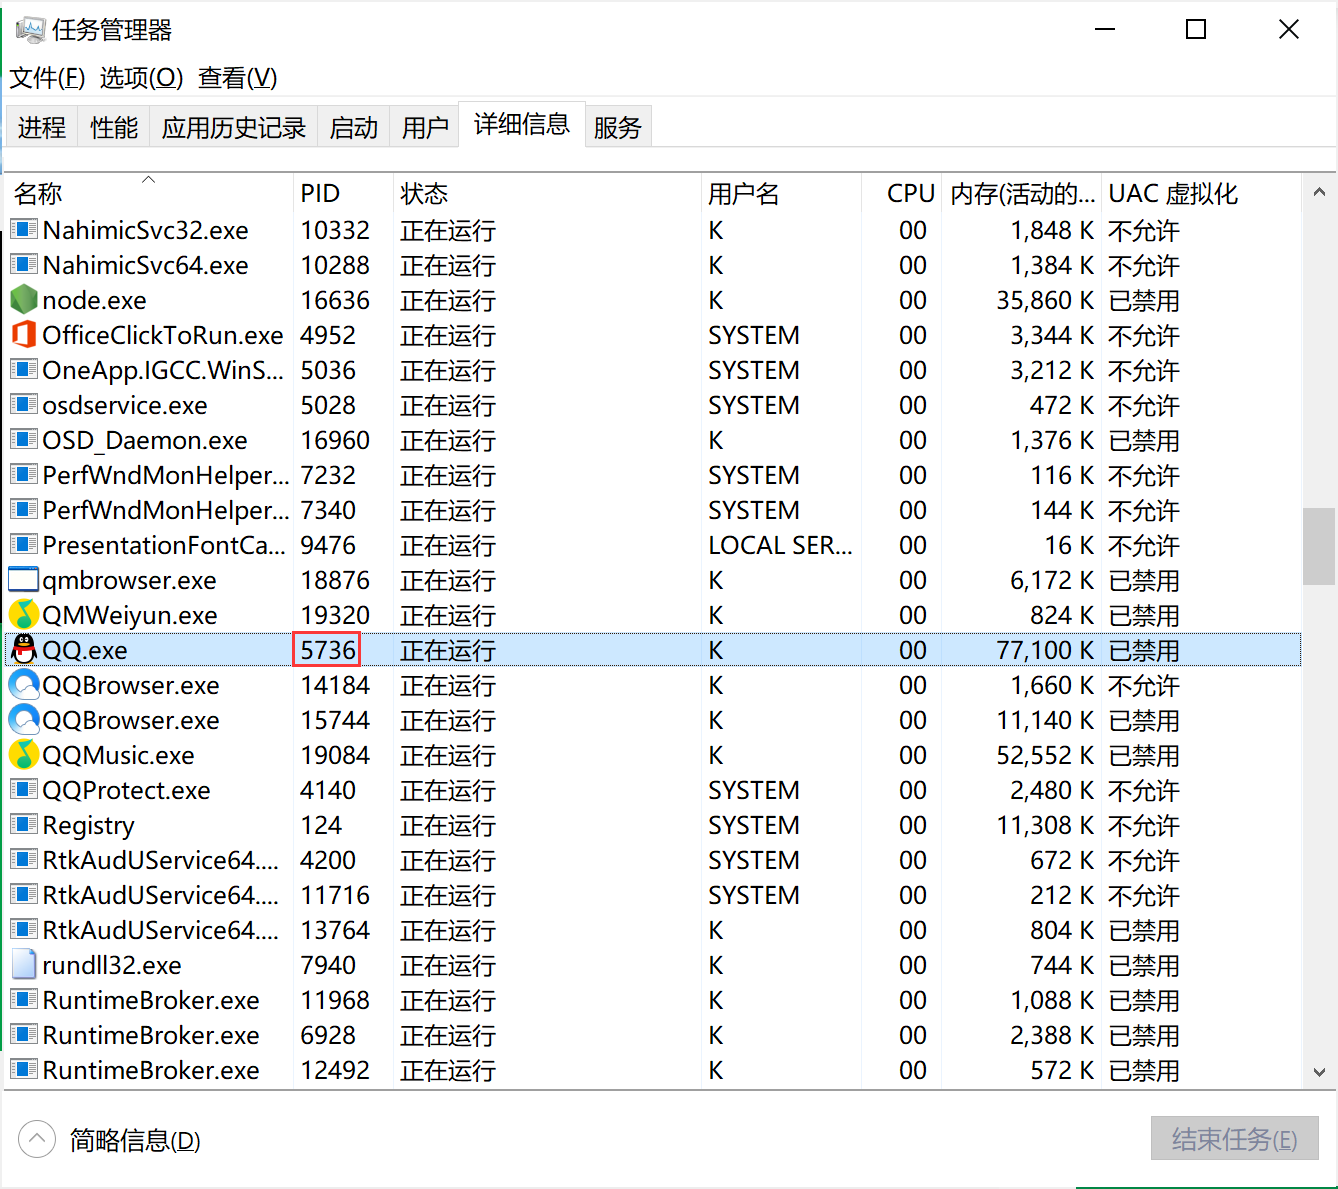 任务管理器
文件(F) 选项(O) 查看(V)
进程 性能 应用历史记录 启动 用户 详细信息 服务
名称 PID 状态 用户名 CPU 内存(活动的... UAC 虚拟化
NahimicSvc32.exe 10332 正在运行 K 00 1,848 K 不允许
NahimicSvc64.exe 10288 正在运行 K 00 1,384 K 不允许
node.exe 16636 正在运行 K 00 35,860 K 已禁用
OfficeClickToRun.exe 4952 正在运行 SYSTEM 00 3,344 K 不允许
OneApp.IGCC.WinS... 5036 正在运行 SYSTEM 00 3,212 K 不允许
osdservice.exe 5028 正在运行 SYSTEM 00 472 K 不允许
OSD_Daemon.exe 16960 正在运行 K 00 1,376 K 已禁用
PerfWndMonHelper... 7232 正在运行 SYSTEM 00 116 K 不允许
PerfWndMonHelper... 7340 正在运行 SYSTEM 00 144 K 不允许
PresentationFontCa... 9476 正在运行 LOCAL SER... 00 16 K 不允许
qmbrowser.exe 18876 正在运行 K 00 6,172 K 已禁用
QMWeiyun.exe 19320 正在运行 K 00 824 K 已禁用
QQ.exe 5736 正在运行 K 00 77,100 K 已禁用
QQBrowser.exe 14184 正在运行 K 00 1,660 K 不允许
QQBrowser.exe 15744 正在运行 K 00 11,140 K 已禁用
QQMusic.exe 19084 正在运行 K 00 52,552 K 已禁用
QQProtect.exe 4140 正在运行 SYSTEM 00 2,480 K 不允许
Registry 124 正在运行 SYSTEM 00 11,308 K 不允许
RtkAudUService64.... 4200 正在运行 SYSTEM 00 672 K 不允许
RtkAudUService64.... 11716 正在运行 SYSTEM 00 212 K 不允许
RtkAudUService64.... 13764 正在运行 K 00 804 K 已禁用
rundll32.exe 7940 正在运行 K 00 744 K 已禁用
RuntimeBroker.exe 11968 正在运行 K 00 1,088 K 已禁用
RuntimeBroker.exe 6928 正在运行 K 00 2,388 K 已禁用
RuntimeBroker.exe 12492 正在运行 K 00 572 K 已禁用
简略信息(D) 结束任务(E)